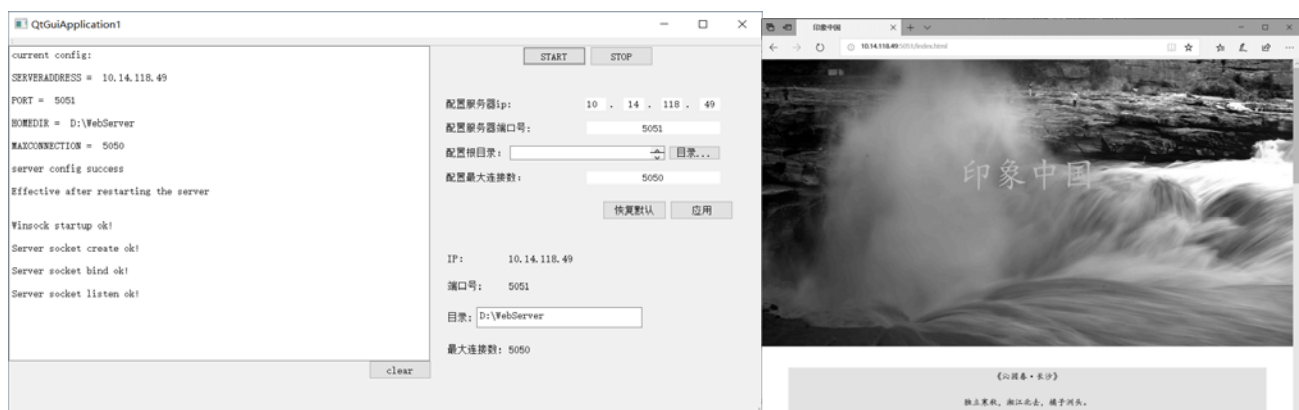 QtGuiApplication1
current config:
SERVERADDRESS = 10.14.118.49
PORT = 5051
HOMEDIR = D:\WebServer
MAXCONNECTION = 5050
server config success
Effective after restarting the server
Winsock startup ok!
Server socket create ok!
Server socket bind ok!
Server socket listen ok!
clear
START STOP
配置服务器ip: 10 . 14 . 118 . 49
配置服务器端口号: 5051
配置根目录: 目录...
配置最大连接数: 5050
恢复默认 应用
IP: 10.14.118.49
端口号: 5051
目录: D:\WebServer
最大连接数: 5050
印象中国
10.14.118.49:5051/index.html
印象中国
《沁园春·长沙》
独立寒秋，湘江北去，橘子洲头。